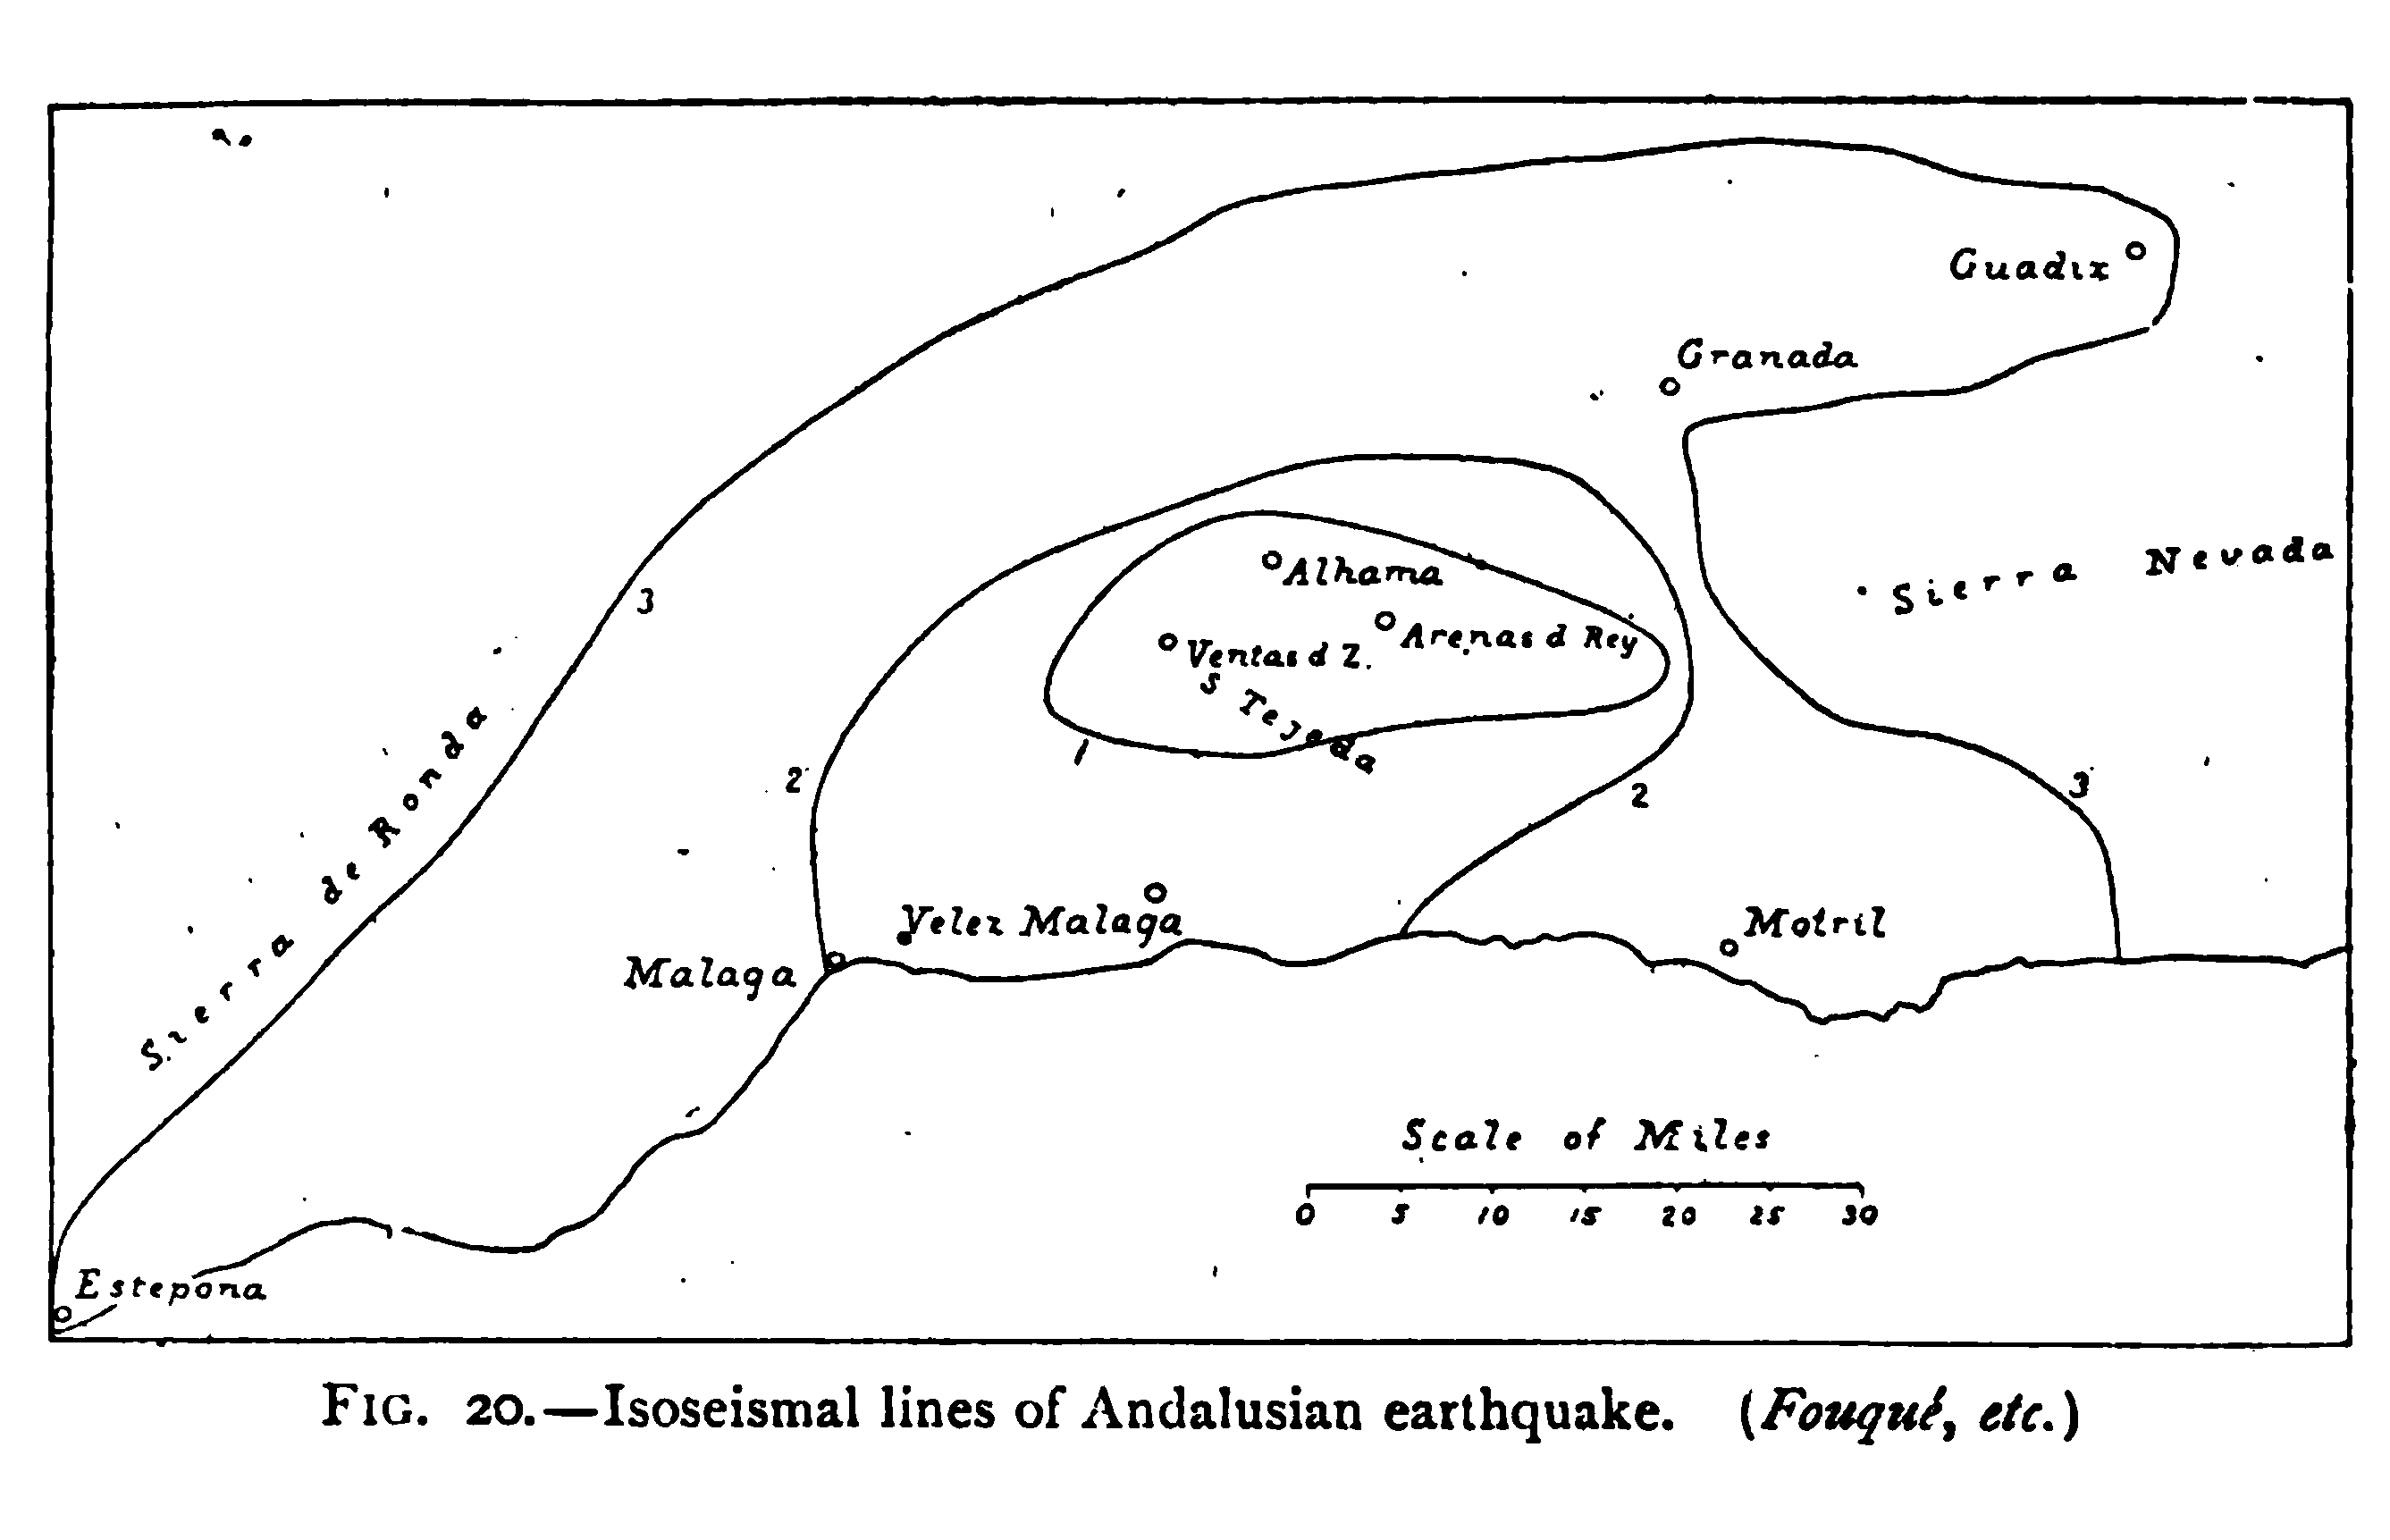 Guadix
Granada
Alhama
Sierra Nevada
3
Arenas d Rey
Ventas d Z.
S Tejeda
Sierra de Ronda
1
2
2
3
Velez Malaga
Motril
Malaga
Scale of Miles
0 5 10 15 20 25 30
Estepona
FIG. 20.—Isoseismal lines of Andalusian earthquake. (Fouqué, etc.)